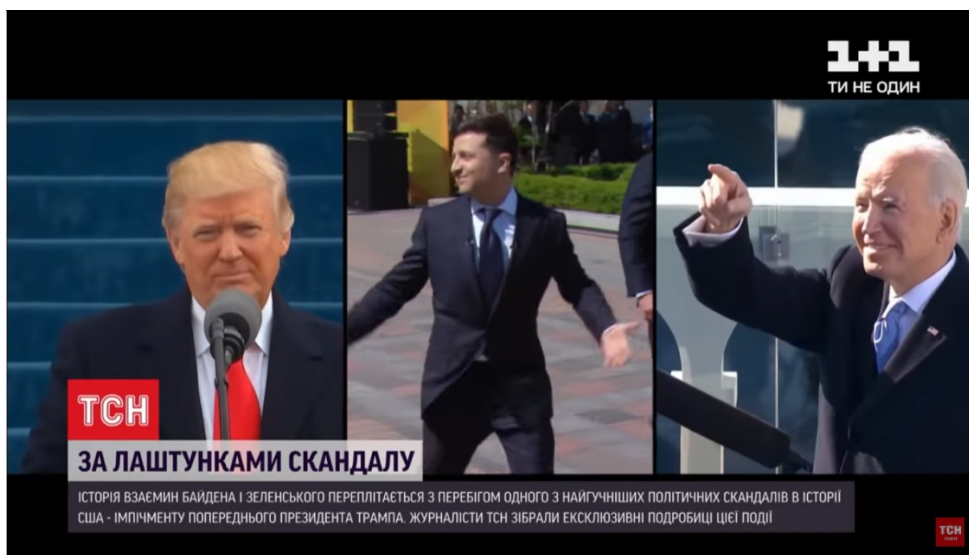 1+1
ТИ НЕ ОДИН
ТСН
ЗА ЛАШТУНКАМИ СКАНДАЛУ
ІСТОРІЯ ВЗАЄМИН БАЙДЕНА І ЗЕЛЕНСЬКОГО ПЕРЕПЛІТАЄТЬСЯ З ПЕРЕБІГОМ ОДНОГО З НАЙГУЧНІШИХ ПОЛІТИЧНИХ СКАНДАЛІВ В ІСТОРІЇ
США - ІМПІЧМЕНТУ ПОПЕРЕДНЬОГО ПРЕЗИДЕНТА ТРАМПА. ЖУРНАЛІСТИ ТСН ЗІБРАЛИ ЕКСКЛЮЗИВНІ ПОДРОБИЦІ ЦІЄЇ ПОДІЇ
ТСН